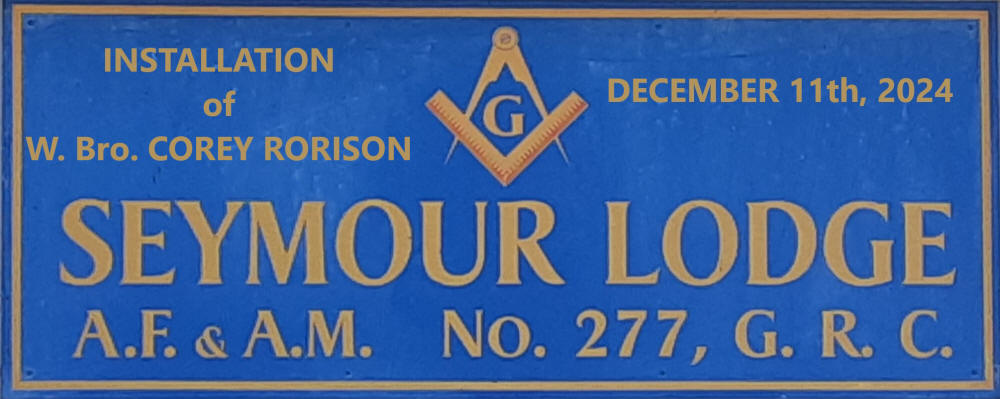 INSTALLATION
of
W. Bro. COREY RORISON
DECEMBER 11th, 2024
G
SEYMOUR LODGE
A.F. & A.M. No. 277, G. R. C.